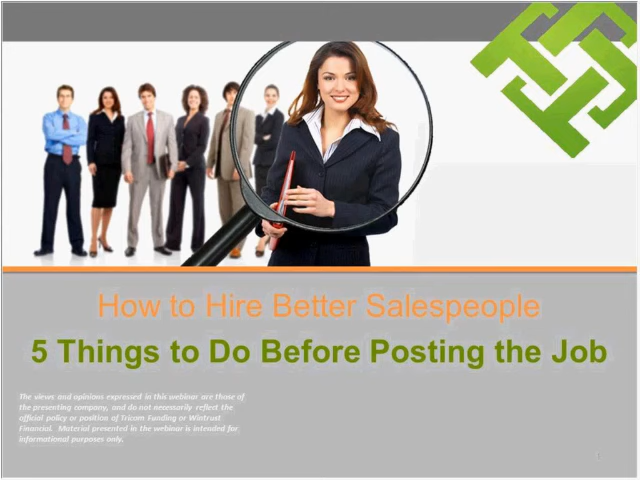 How to Hire Better Salespeople
5 Things to Do Before Posting the Job
The views and opinions expressed in this webinar are those of
the presenting company, and do not necessarily reflect the
official policy or position of Tricom Funding or Wintrust
Financial.  Material presented in the webinar is intended for
informational purposes only.
1